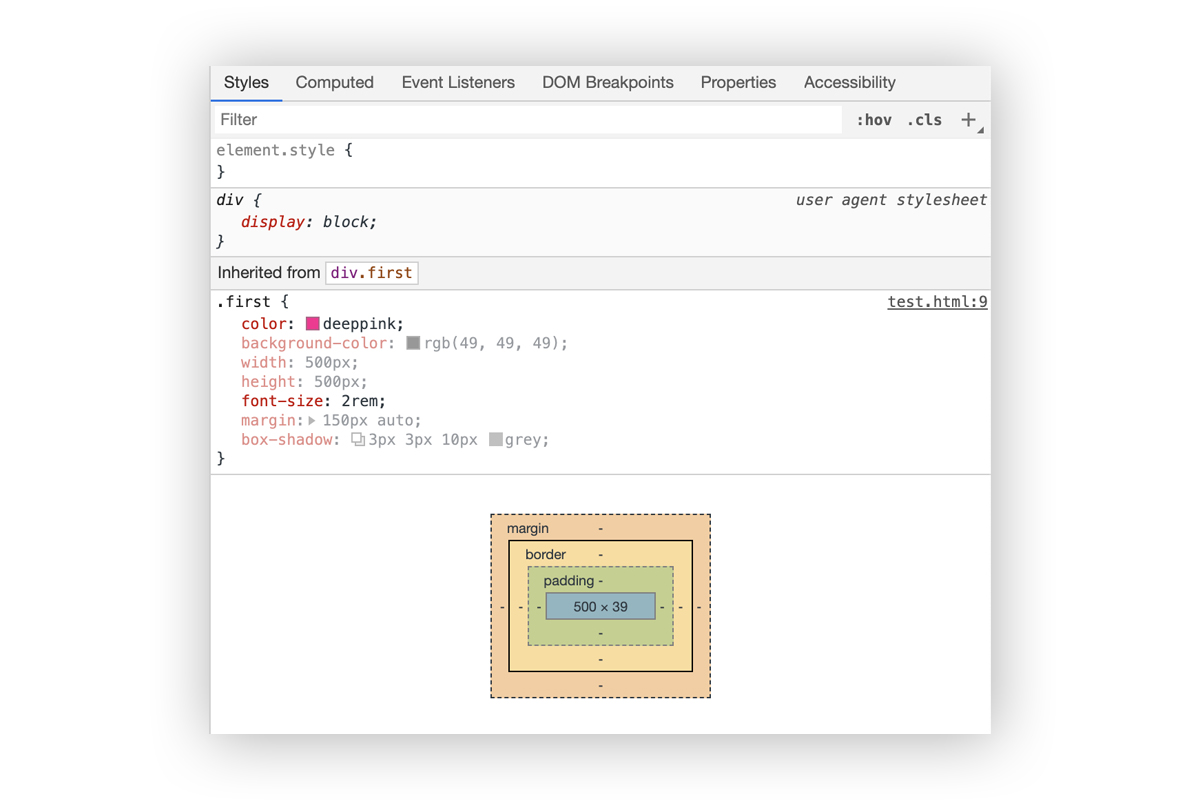 Styles Computed Event Listeners DOM Breakpoints Properties Accessibility
Filter :hov .cls +
element.style {
}
div { user agent stylesheet
display: block;
}
Inherited from div.first
.first { test.html:9
color: deeppink;
background-color: rgb(49, 49, 49);
width: 500px;
height: 500px;
font-size: 2rem;
margin: 150px auto;
box-shadow: 3px 3px 10px grey;
}
margin -
border -
padding -
- - - 500 × 39 - - -
-
-
-